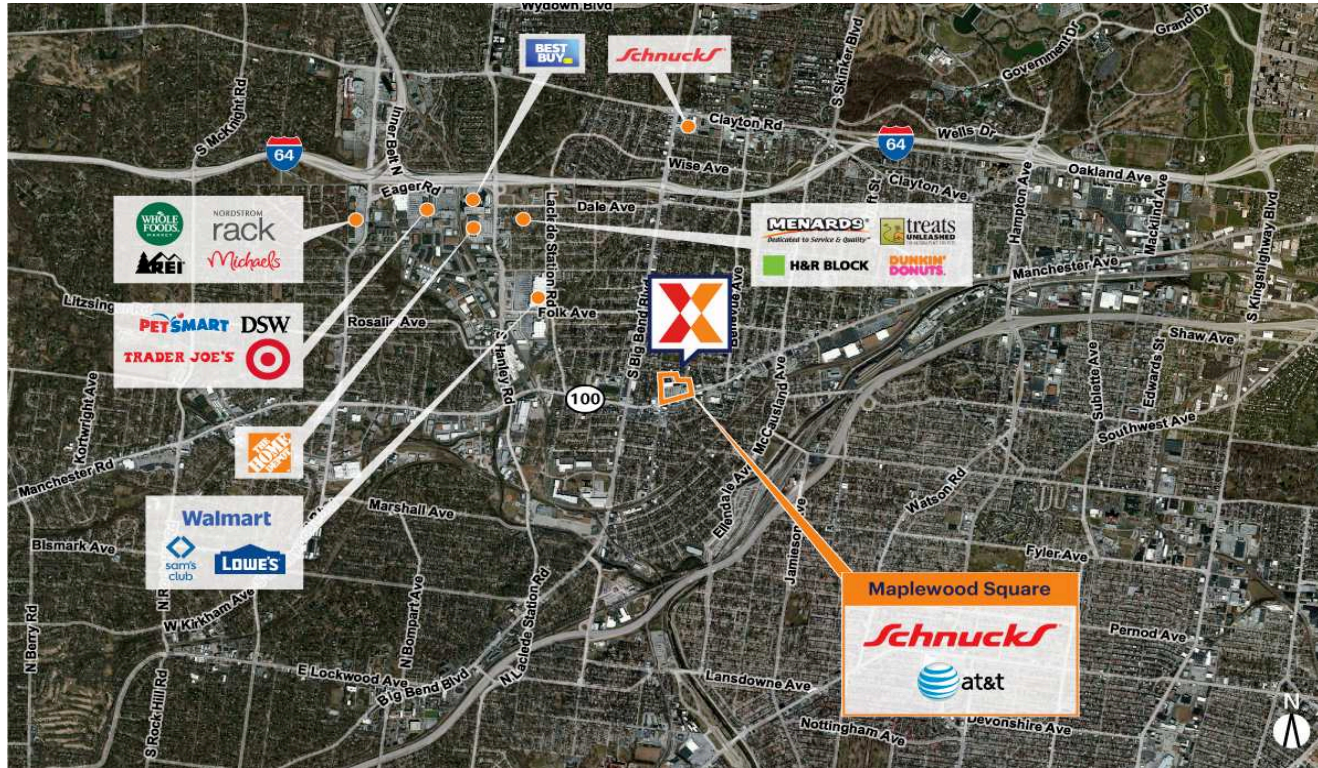 Wydown Blvd
Grand Dr
Government Dr
S Skinker Blvd
BEST
BUY
Schnucks
S McKnight Rd
Inner Belt N
Clayton Rd
64
64
Wells Dr
Wise Ave
Oakland Ave
Clayton Ave
Eager Rd
Dale Ave
Lackede Station Rd
Hampton Ave
Macklind Ave
S Kingshighway Blvd
WHOLE
FOODS
MARKET
NORDSTROM
rack
REI
Michaels
MENARDS
Dedicated to Service & Quality
treats
UNLEASHED
H&R BLOCK
DUNKIN'
DONUTS
Manchester Ave
Folk Ave
Rosalie Ave
S Hanley Rd
S Big Bend Blvd
Bellevue Ave
PETSMART
DSW
TRADER JOE'S
Shaw Ave
Kortwright Ave
100
Sublette Ave
Edwards St
Southwest Ave
McCausland Ave
Ellendale Ave
Jamieson Ave
Watson Rd
THE
HOME
DEPOT
Manchester Rd
Marshall Ave
Walmart
sam's
club
LOWE'S
Bismark Ave
Fyler Ave
N Berry Rd
W Kirkham Ave
N Bompart Ave
N Laclede Station Rd
Maplewood Square
Schnucks
at&t
Pernod Ave
E Lockwood Ave
Big Bend Blvd
S Rock Hill Rd
Lansdowne Ave
Nottingham Ave
Devonshire Ave
N